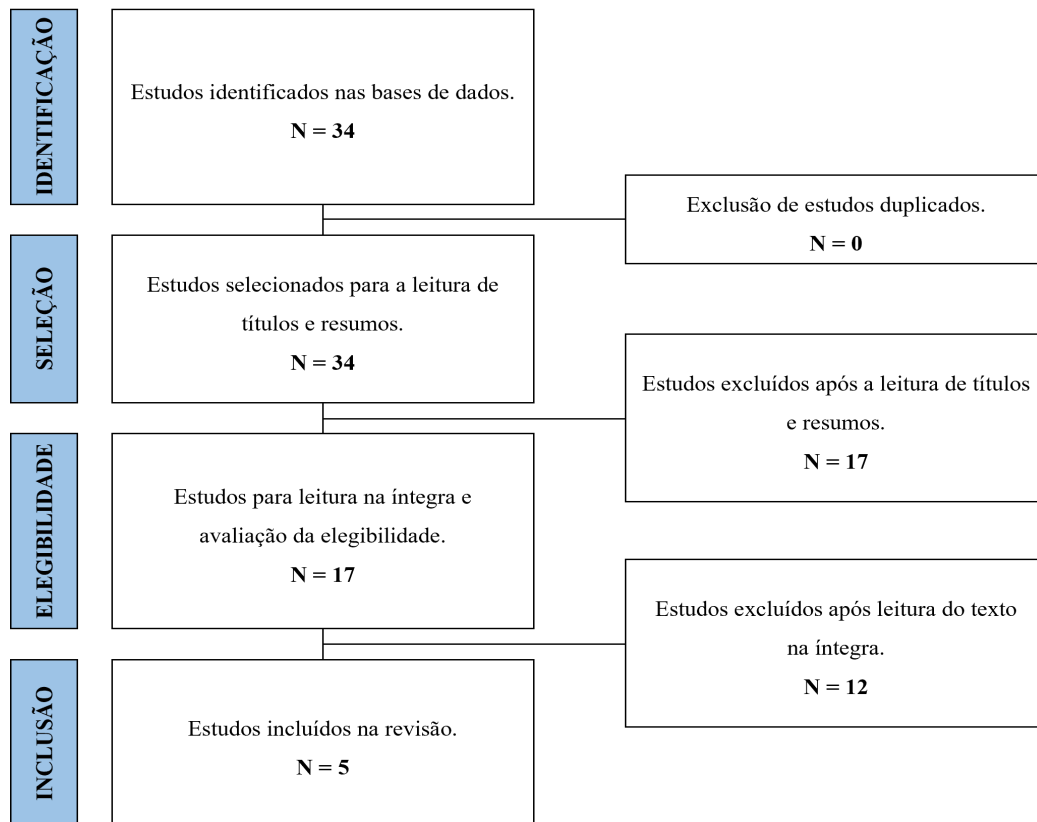 IDENTIFICAÇÃO
Estudos identificados nas bases de dados.
N = 34
Exclusão de estudos duplicados.
N = 0
SELEÇÃO
Estudos selecionados para a leitura de
títulos e resumos.
N = 34
Estudos excluídos após a leitura de títulos
e resumos.
N = 17
ELEGIBILIDADE
Estudos para leitura na íntegra e
avaliação da elegibilidade.
N = 17
Estudos excluídos após leitura do texto
na íntegra.
N = 12
INCLUSÃO
Estudos incluídos na revisão.
N = 5